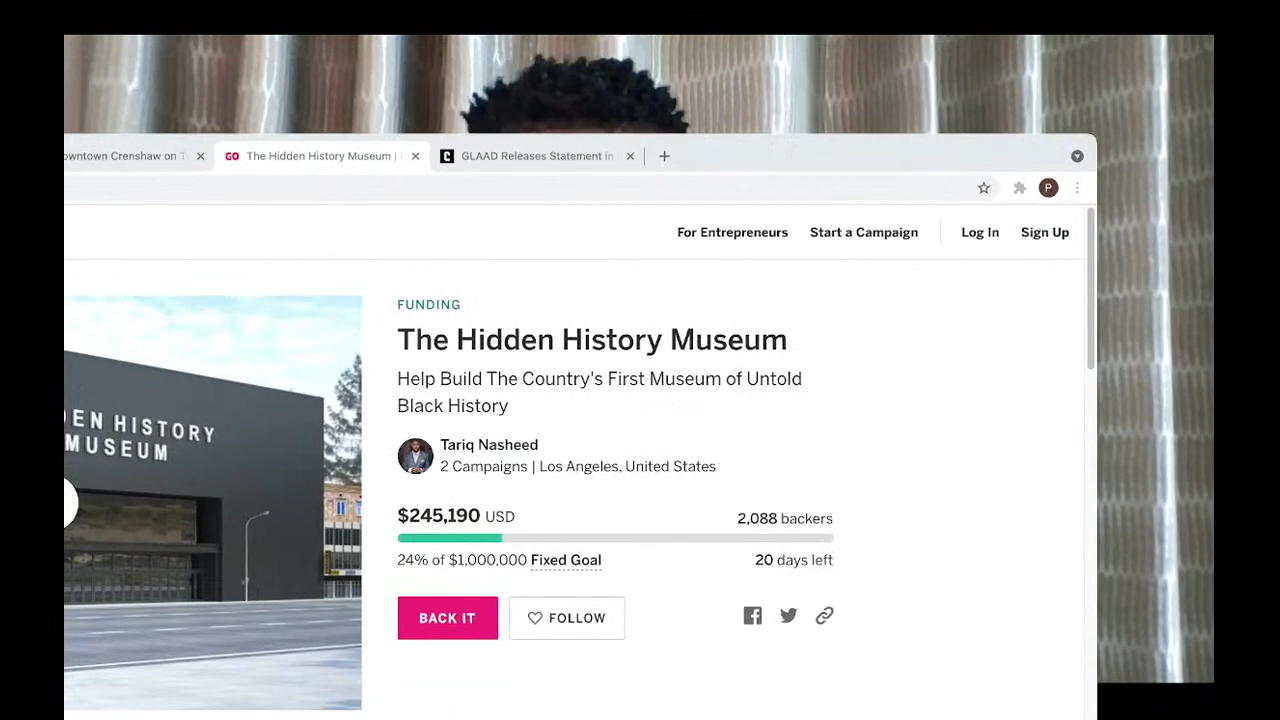 owntown Crenshaw on T
GO The Hidden History Museum |
GLAAD Releases Statement in
P
For Entrepreneurs Start a Campaign Log In Sign Up
FUNDING
The Hidden History Museum
Help Build The Country's First Museum of Untold
Black History
DEN HISTORY
MUSEUM
Tariq Nasheed
2 Campaigns | Los Angeles, United States
$245,190 USD 2,088 backers
24% of $1,000,000 Fixed Goal 20 days left
BACK IT FOLLOW